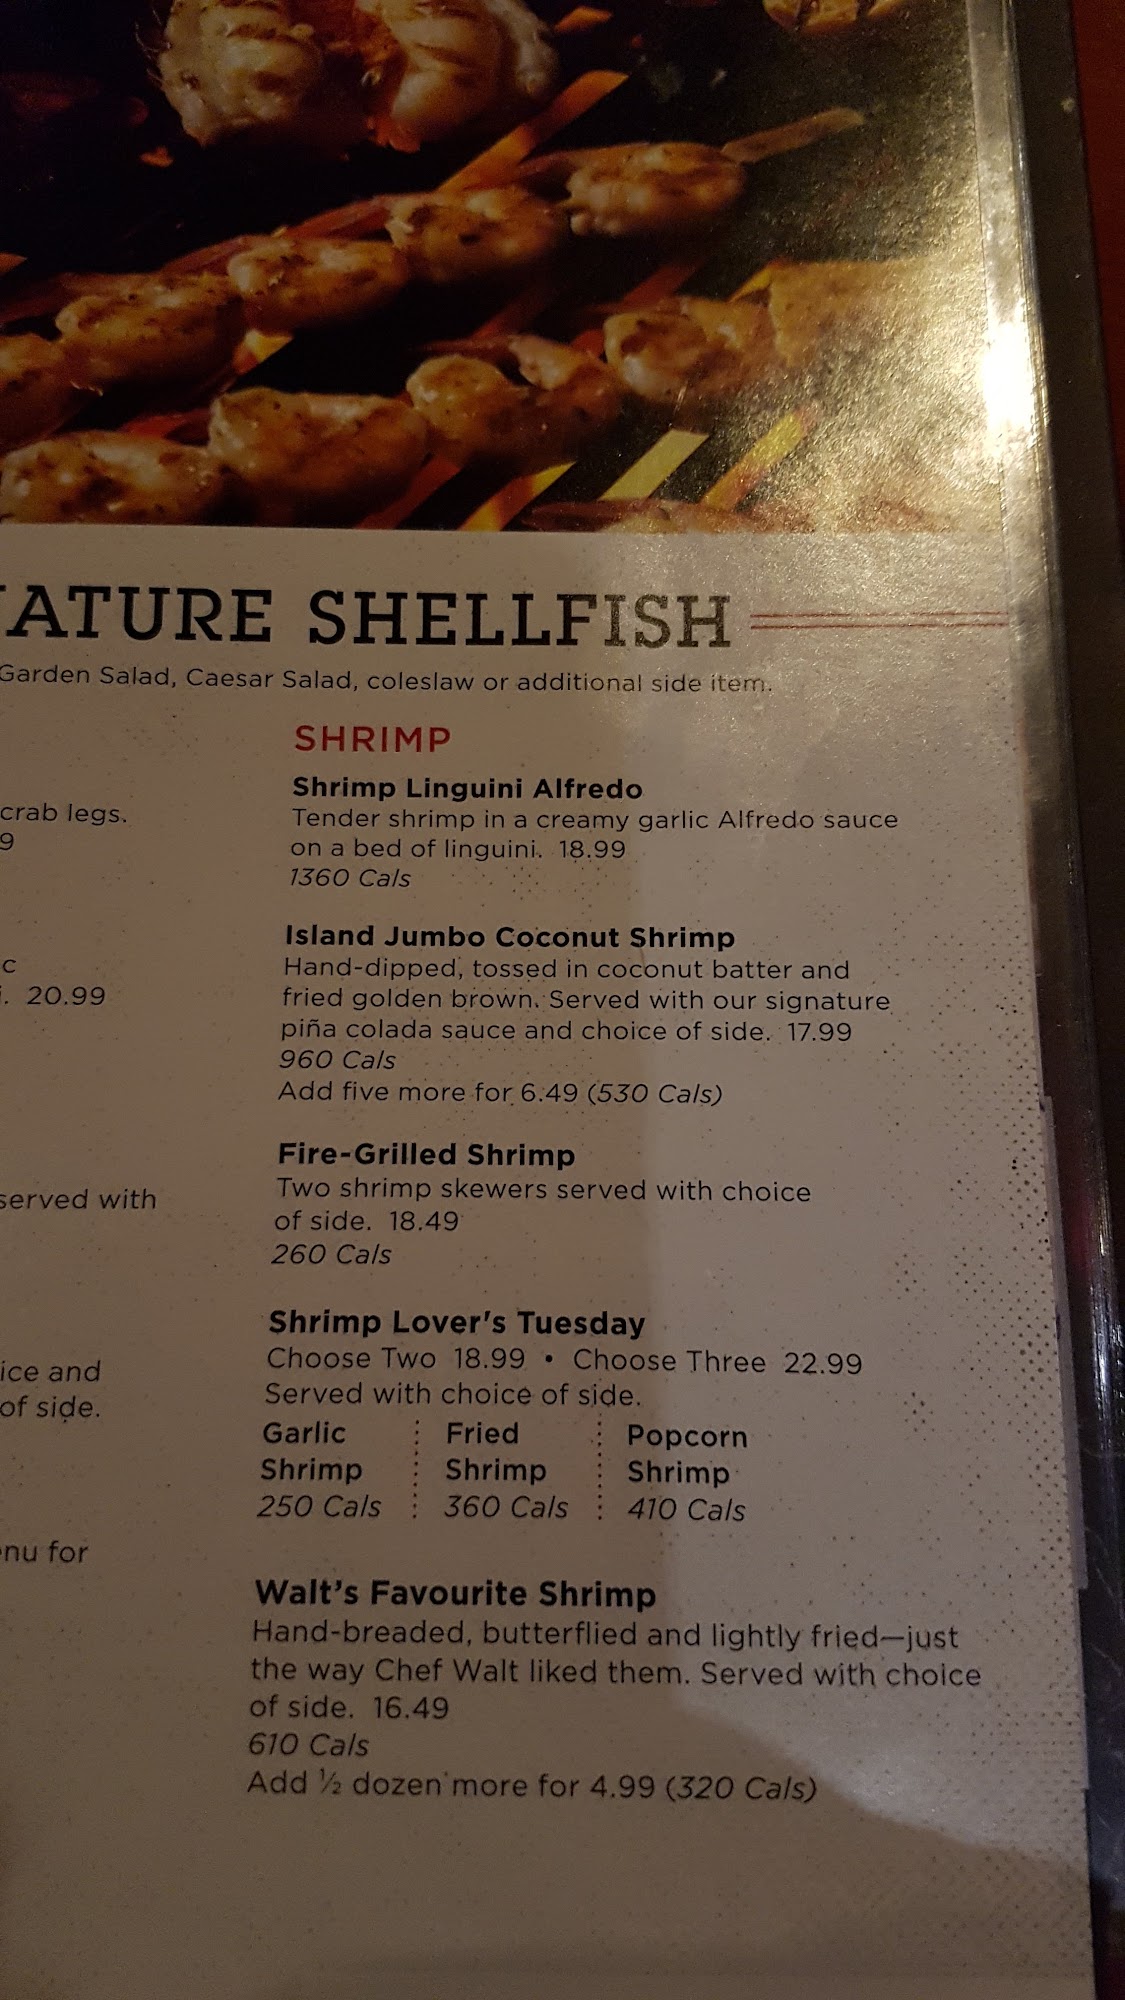 SHELLFISH
Garden Salad, Caesar Salad, coleslaw or additional side item.
crab legs.
9
c
20.99
served with
ice and
of side.
for
SHRIMP
Shrimp Linguini Alfredo
Tender shrimp in a creamy garlic Alfredo sauce
on a bed of linguini. 18.99
1360 Cals
Island Jumbo Coconut Shrimp
Hand-dipped, tossed in coconut batter and
fried golden brown. Served with our signature
piña colada sauce and choice of side. 17.99
960 Cals
Add five more for 6.49 (530 Cals)
Fire-Grilled Shrimp
Two shrimp skewers served with choice
of side. 18.49
260 Cals
Shrimp Lover's Tuesday
Choose Two 18.99 • Choose Three 22.99
Served with choice of side.
Garlic
Shrimp
250 Cals
Fried
Shrimp
360 Cals
Popcorn
Shrimp
410 Cals
Walt's Favourite Shrimp
Hand-breaded, butterflied and lightly fried—just
the way Chef Walt liked them. Served with choice
of side. 16.49
610 Cals
Add ½ dozen more for 4.99 (320 Cals)